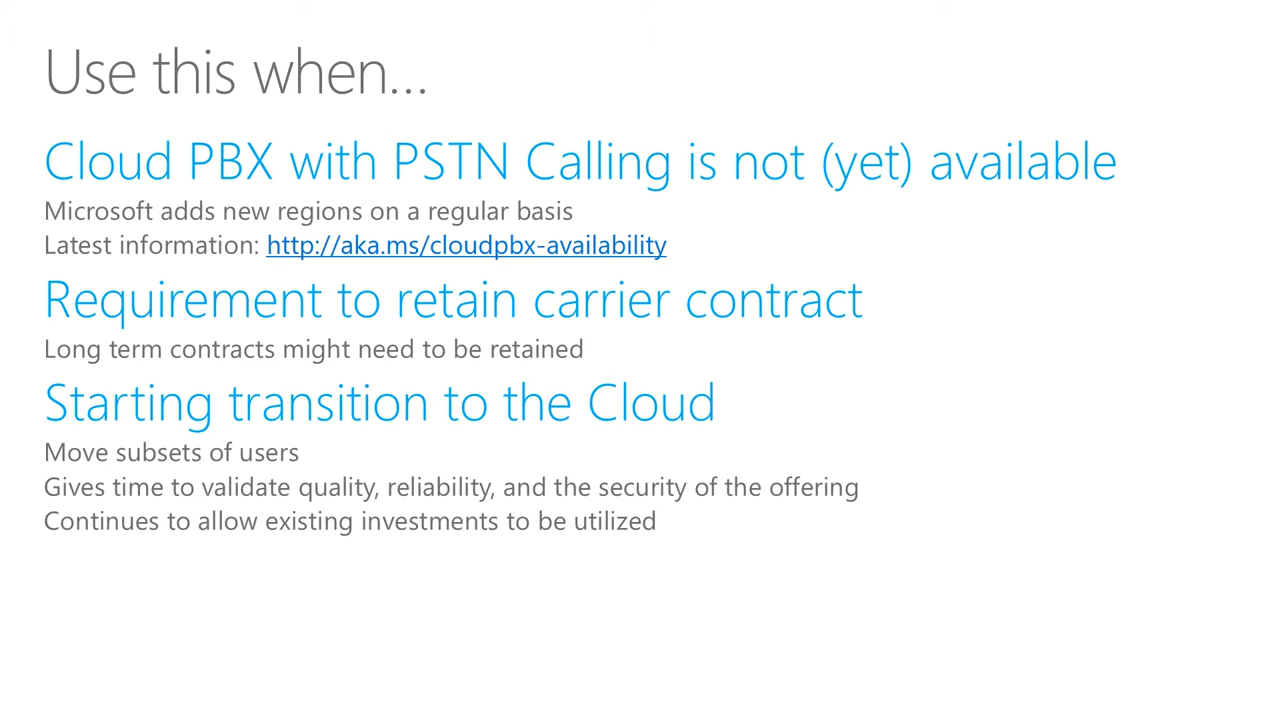 Use this when...
Cloud PBX with PSTN Calling is not (yet) available
Microsoft adds new regions on a regular basis
Latest information: http://aka.ms/cloudpbx-availability
Requirement to retain carrier contract
Long term contracts might need to be retained
Starting transition to the Cloud
Move subsets of users
Gives time to validate quality, reliability, and the security of the offering
Continues to allow existing investments to be utilized